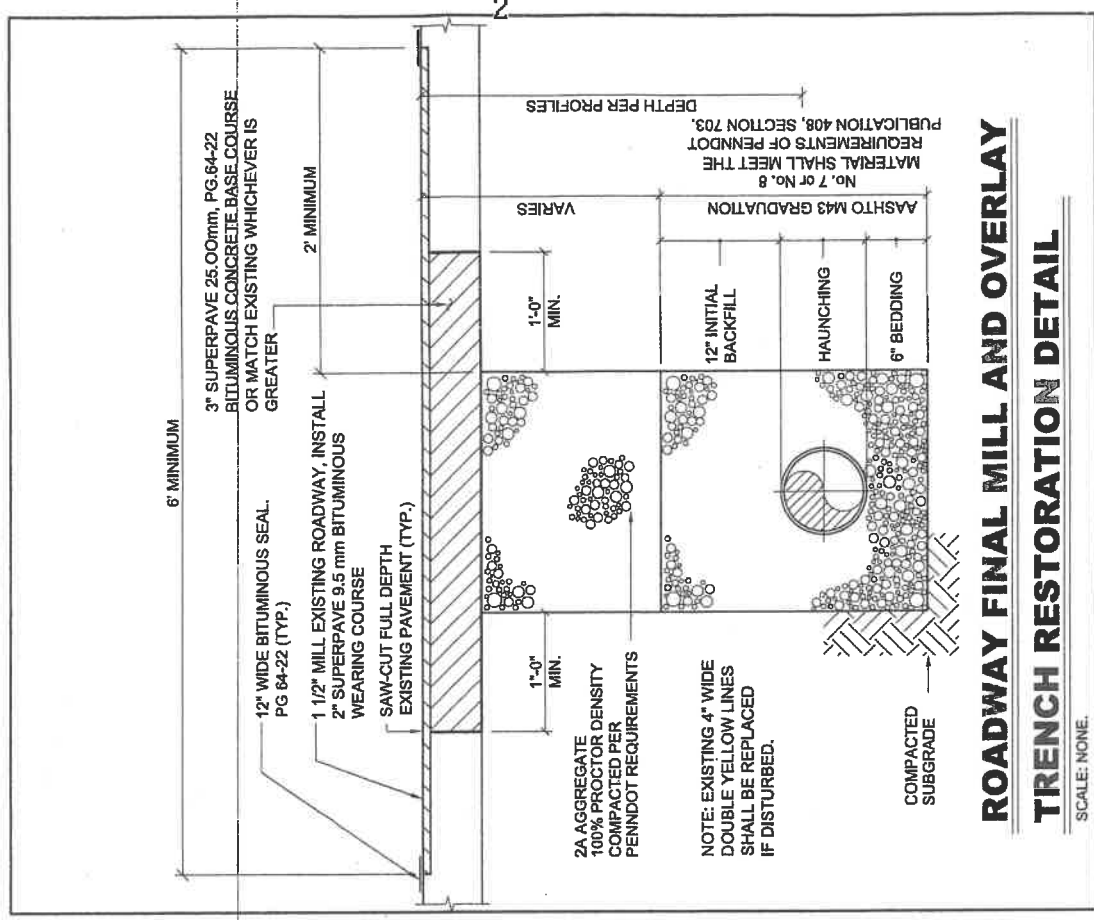 2
6' MINIMUM
12" WIDE BITUMINOUS SEAL.
PG 64-22 (TYP.)
1 1/2" MILL EXISTING ROADWAY, INSTALL
2" SUPERPAVE 9.5 mm BITUMINOUS
WEARING COURSE
SAW-CUT FULL DEPTH
EXISTING PAVEMENT (TYP.)
3" SUPERPAVE 25.00mm, PG.64-22
BITUMINOUS CONCRETE BASE COURSE
OR MATCH EXISTING WHICHEVER IS
GREATER
2' MINIMUM
1'-0"
MIN.
1'-0"
MIN.
2A AGGREGATE
100% PROCTOR DENSITY
COMPACTED PER
PENNDOT REQUIREMENTS
NOTE: EXISTING 4" WIDE
DOUBLE YELLOW LINES
SHALL BE REPLACED
IF DISTURBED.
COMPACTED
SUBGRADE
12" INITIAL
BACKFILL
HAUNCHING
6" BEDDING
VARIES
AASHTO M43 GRADUATION
No. 7 or No. 8
MATERIAL SHALL MEET THE
REQUIREMENTS OF PENNDOT
PUBLICATION 408, SECTION 703.
DEPTH PER PROFILES
ROADWAY FINAL MILL AND OVERLAY
TRENCH RESTORATION DETAIL
SCALE: NONE.